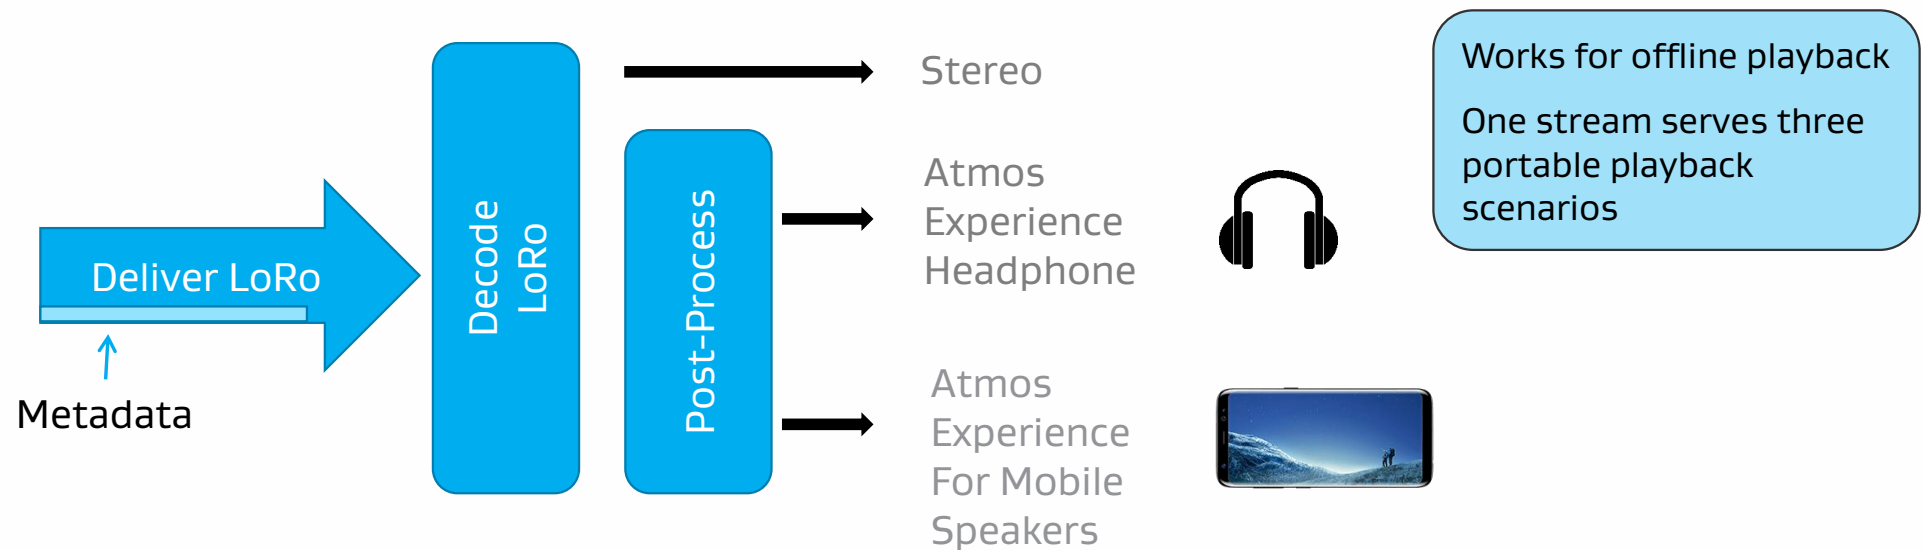 Deliver LoRo
Metadata
Decode
LoRo
Post-Process
Stereo
Atmos
Experience
Headphone
Atmos
Experience
For Mobile
Speakers
Works for offline playback
One stream serves three
portable playback
scenarios